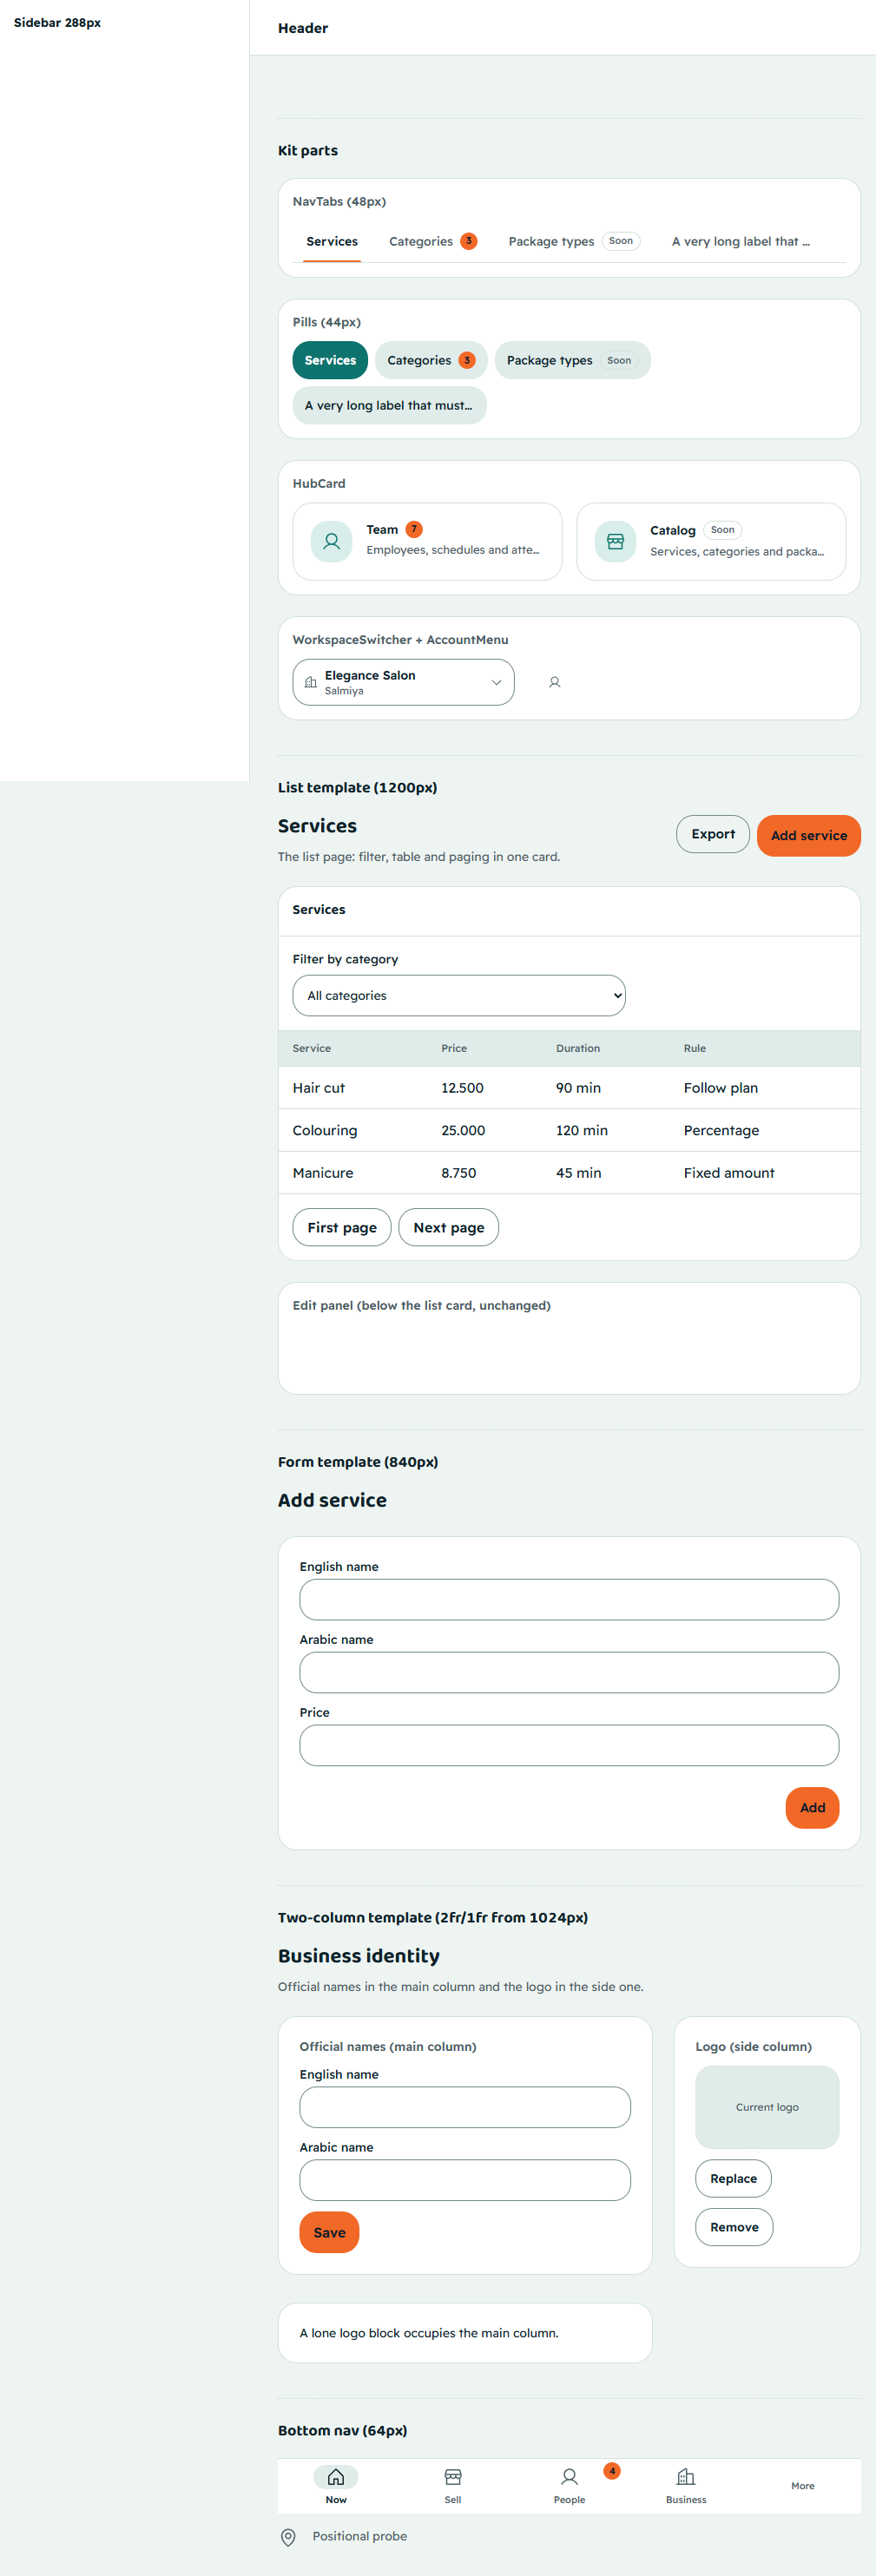 Sidebar 288px
Header
Kit parts
NavTabs (48px)
Services Categories 3 Package types Soon A very long label that ...
Pills (44px)
Services Categories 3 Package types Soon
A very long label that must...
HubCard
Team 7
Employees, schedules and atte...
Catalog Soon
Services, categories and packa...
WorkspaceSwitcher + AccountMenu
Elegance Salon
Salmiya
List template (1200px)
Services
Export Add service
The list page: filter, table and paging in one card.
Services
Filter by category
All categories
Service Price Duration Rule
Hair cut 12.500 90 min Follow plan
Colouring 25.000 120 min Percentage
Manicure 8.750 45 min Fixed amount
First page Next page
Edit panel (below the list card, unchanged)
Form template (840px)
Add service
English name
Arabic name
Price
Add
Two-column template (2fr/1fr from 1024px)
Business identity
Official names in the main column and the logo in the side one.
Official names (main column)
English name
Arabic name
Save
Logo (side column)
Current logo
Replace
Remove
A lone logo block occupies the main column.
Bottom nav (64px)
4
Now Sell People Business More
Positional probe